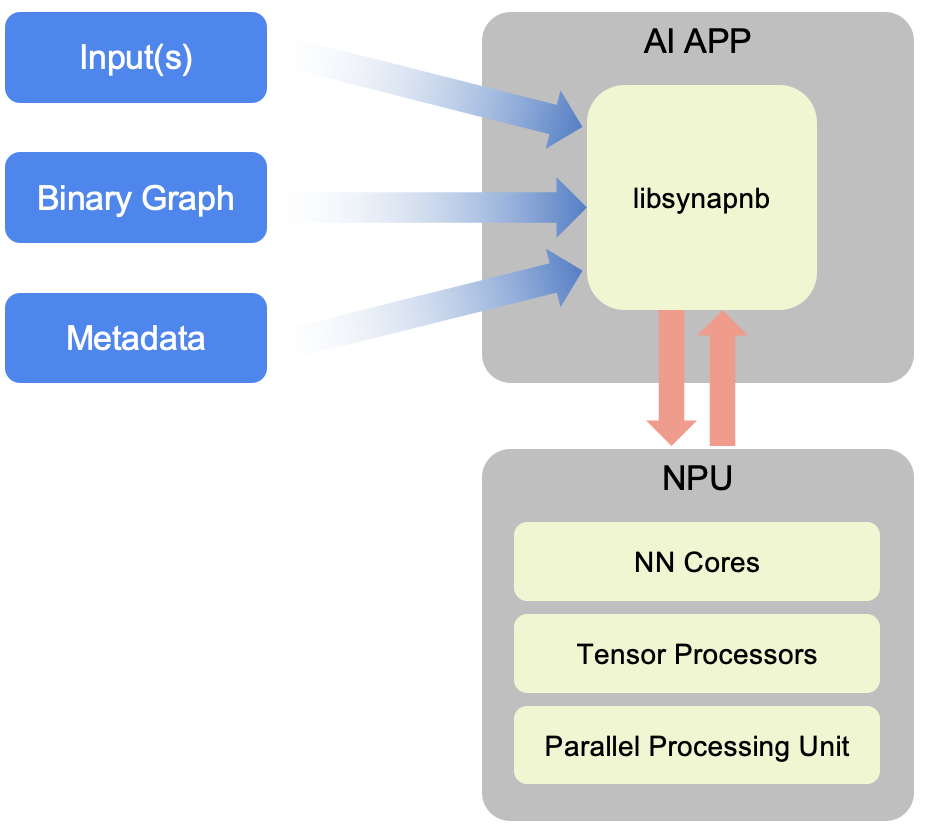 Input(s)
AI APP
Binary Graph
libsynapnb
Metadata
NPU
NN Cores
Tensor Processors
Parallel Processing Unit